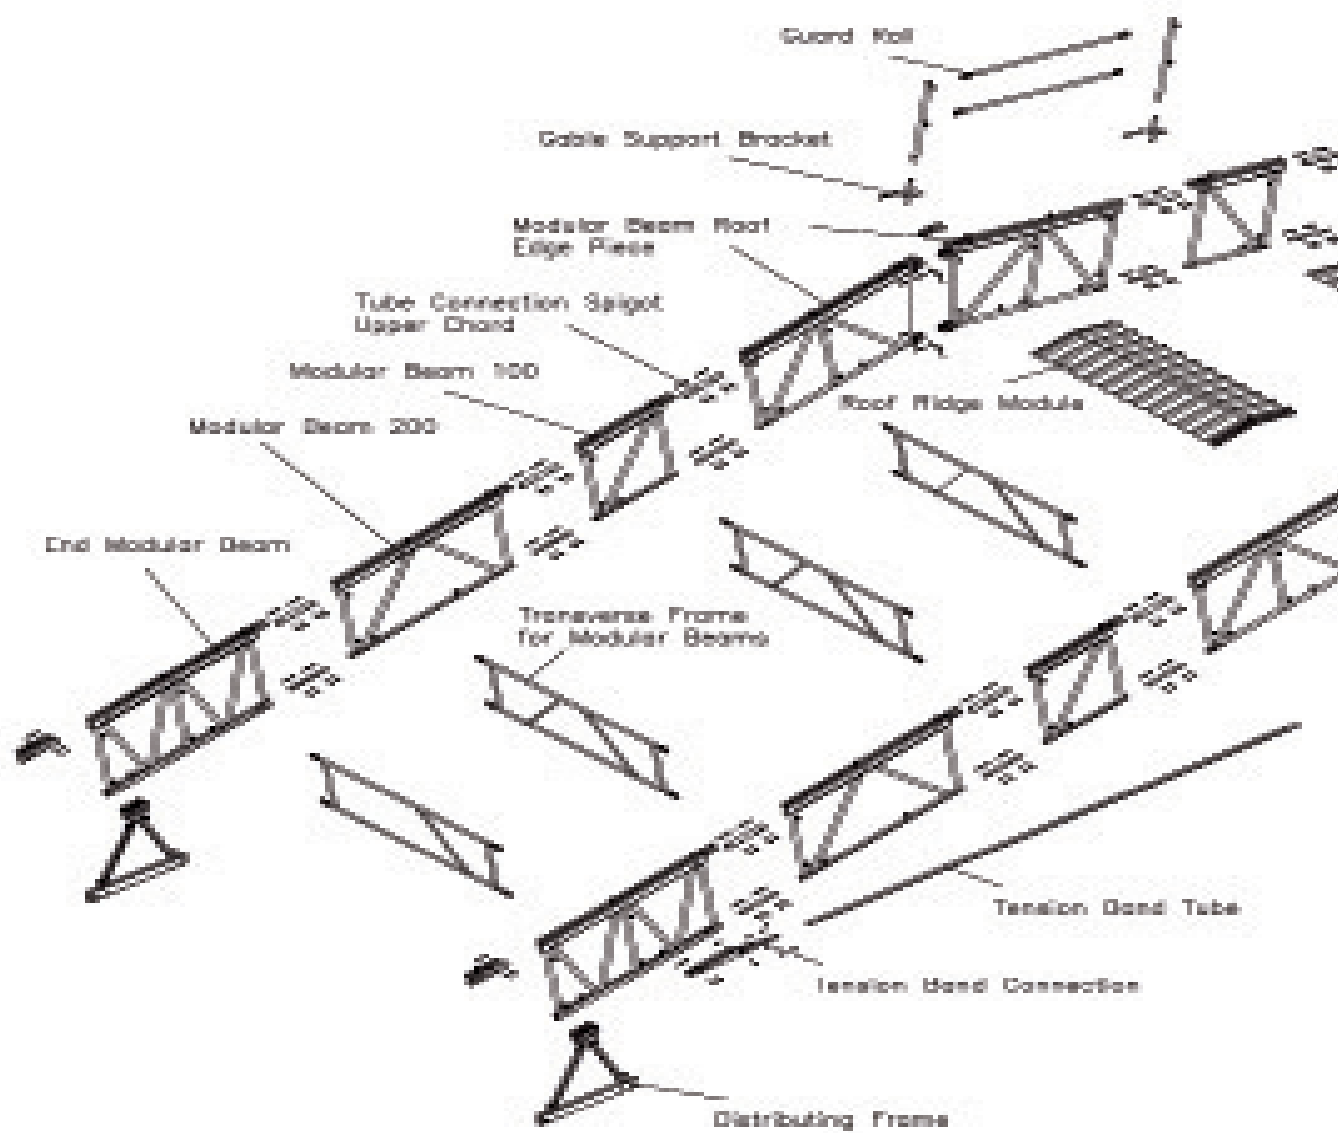 Guard Rail
Gable Support Bracket
Modular Beam Roof
Edge Piece
Tube Connection Spigot
Upper Chord
Modular Beam 100
Modular Beam 200
Roof Ridge Module
End Modular Beam
Transverse Frame
for Modular Beams
Tension Band Tube
Tension Band Connection
Distributing Frame